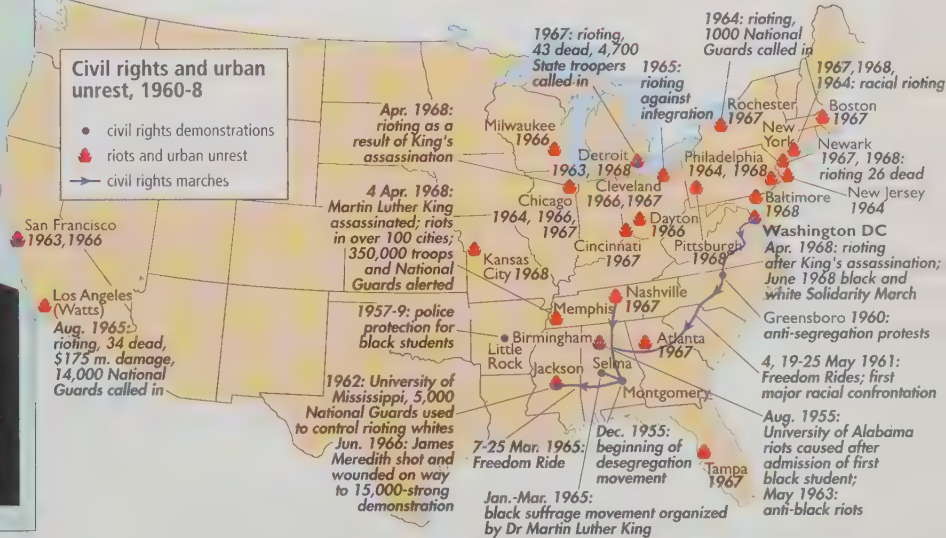 Civil rights and urban
unrest, 1960-8
civil rights demonstrations
riots and urban unrest
civil rights marches
1967: rioting,
43 dead, 4,700
State troopers
called in
1965:
rioting
against
integration
1964: rioting,
1000 National
Guards called in
1967, 1968,
1964: racial rioting
Rochester
1967
Boston
1967
New
York
Newark
1967, 1968:
rioting 26 dead
New Jersey
1964
Apr. 1968:
rioting as a
result of King's
assassination
Milwaukee
1966
Detroit
1963, 1968
Chicago
1964, 1966,
1967
Cleveland
1966,1967
Philadelphia
1964, 1968
Baltimore
1968
Dayton
1966
Cincinnati
1967
Pittsburgh
1968
Washington DC
Apr. 1968: rioting
after King's assassination;
June 1968 black and
white Solidarity March
San Francisco
1963,1966
4 Apr. 1968:
Martin Luther King
assassinated; riots
in over 100 cities;
350,000 troops
and National
Guards alerted
Kansas
City 1968
Los Angeles
(Watts)
Aug. 1965:
rioting, 34 dead,
$175 m. damage,
14,000 National
Guards called in
1957-9: police
protection for
black students
Memphis
Nashville
1967
Greensboro 1960:
anti-segregation protests
Little
Rock
Birmingham
Atlanta
1967
4, 19-25 May 1961:
Freedom Rides; first
major racial confrontation
Jackson
Selma
Montgomery
1962: University of
Mississippi, 5,000
National Guards used
to control rioting whites
Jun. 1966: James
Meredith shot and
wounded on way
to 15,000-strong
demonstration
7-25 Mar. 1965:
Freedom Ride
Dec. 1955:
beginning of
desegregation
movement
Jan.-Mar. 1965:
black suffrage movement organized
by Dr Martin Luther King
Tampa
1967
Aug. 1955:
University of Alabama
riots caused after
admission of first
black student;
May 1963:
anti-black riots